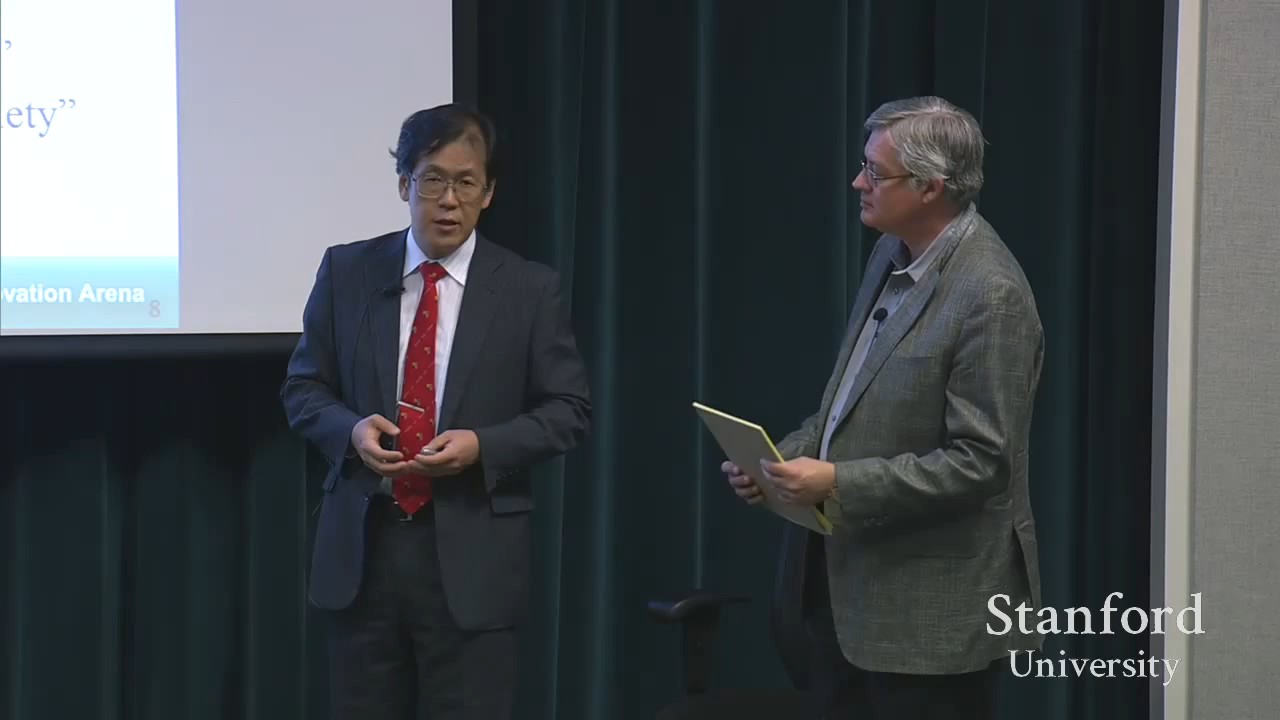 ’
ety”
vation Arena
8
Stanford
University